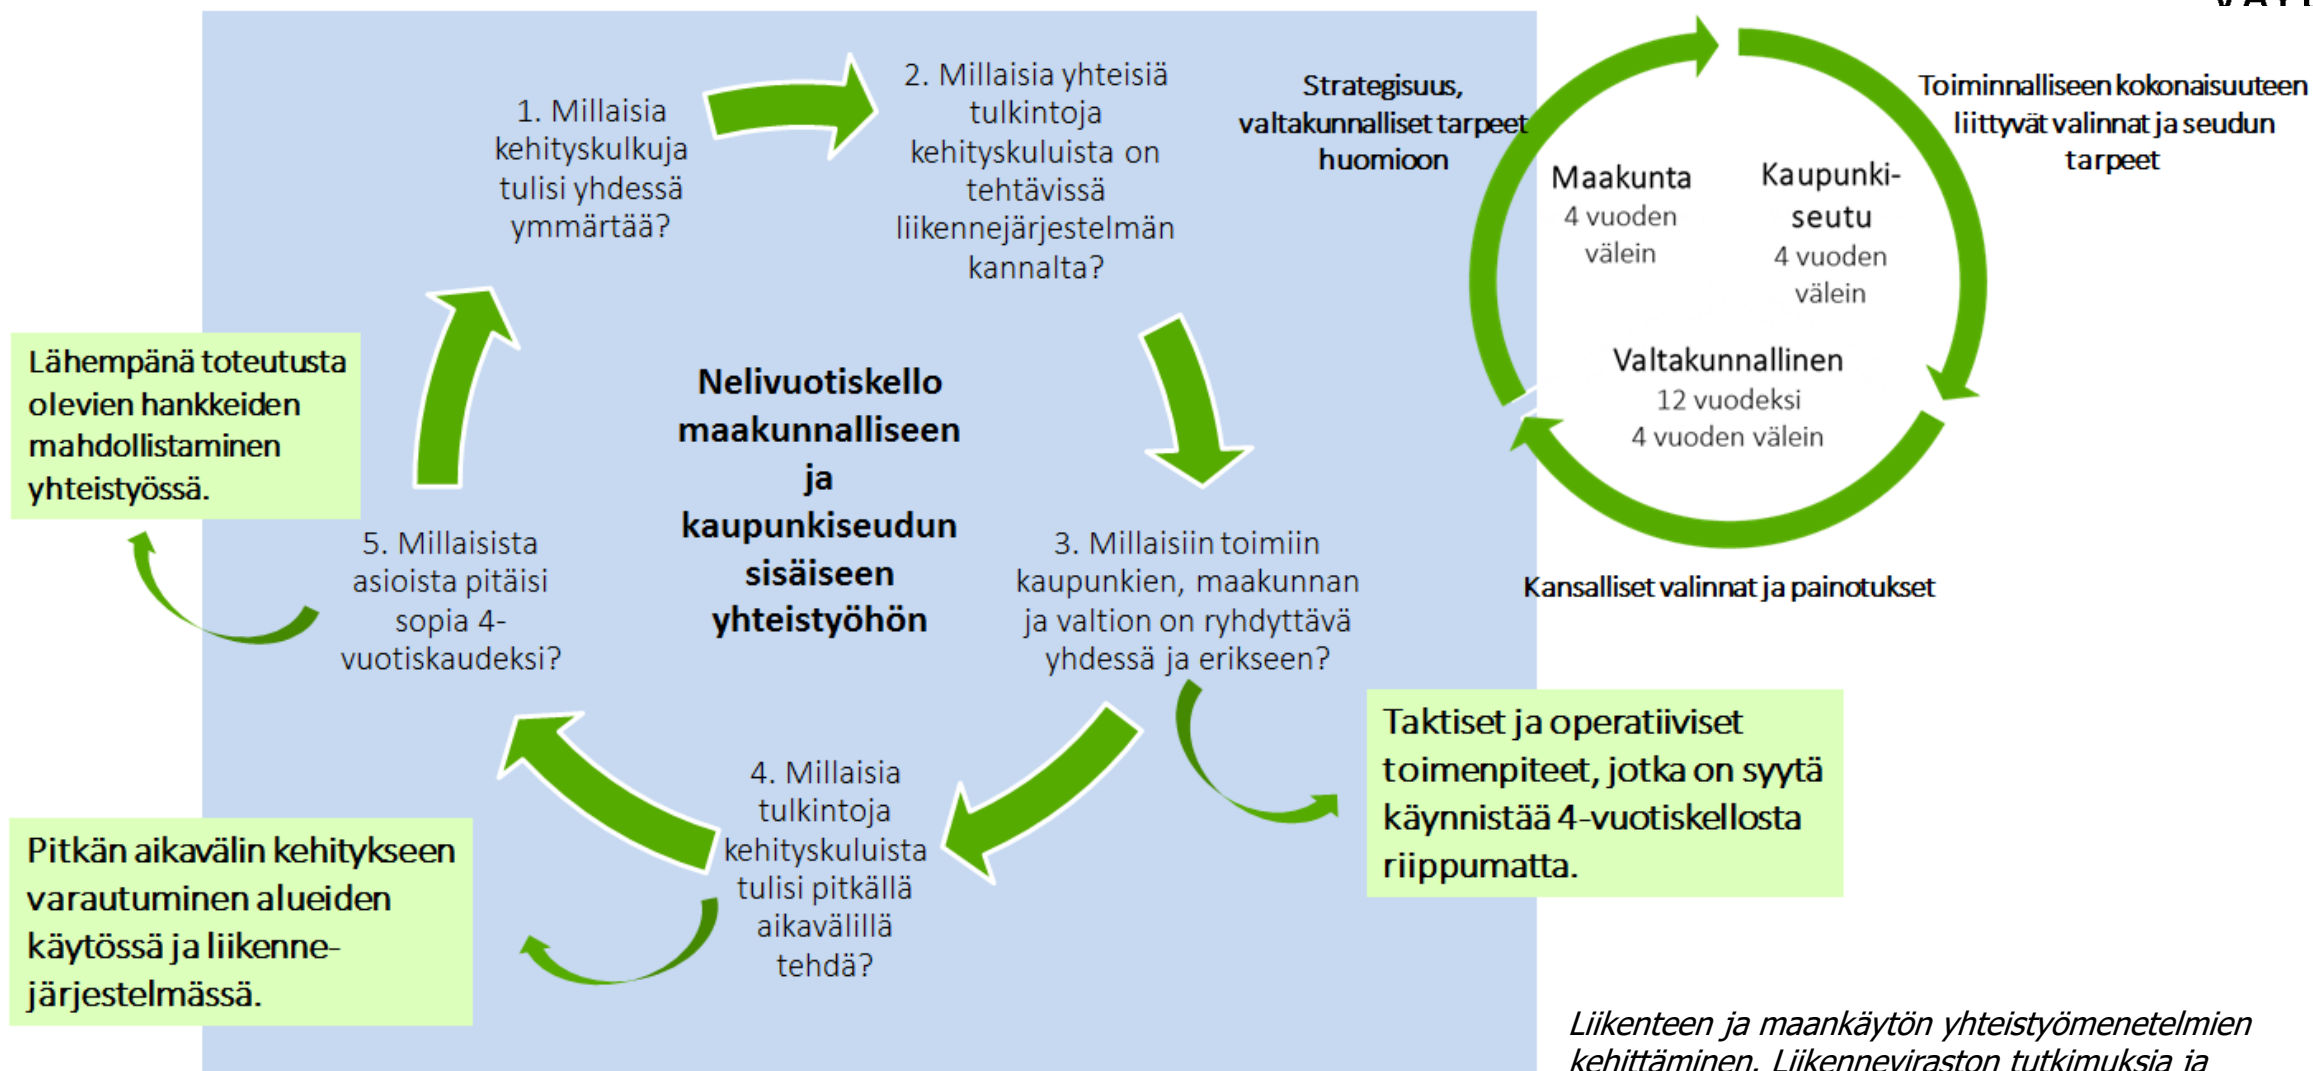 1. Millaisia
kehityskulkuja
tulisi yhdessä
ymmärtää?
2. Millaisia yhteisiä
tulkintoja
kehityskuluista on
tehtävissä
liikennejärjestelmän
kannalta?
3. Millaisiin toimiin
kaupunkien, maakunnan
ja valtion on ryhdyttävä
yhdessä ja erikseen?
4. Millaisia
tulkintoja
kehityskuluista
tulisi pitkällä
aikavälillä
tehdä?
5. Millaisista
asioista pitäisi
sopia 4-
vuotiskaudeksi?
Nelivuotiskello
maakunnalliseen
ja
kaupunkiseudun
sisäiseen
yhteistyöhön
Lähempänä toteutusta
olevien hankkeiden
mahdollistaminen
yhteistyössä.
Pitkän aikavälin kehitykseen
varautuminen alueiden
käytössä ja liikenne-
järjestelmässä.
Taktiset ja operatiiviset
toimenpiteet, jotka on syytä
käynnistää 4-vuotiskellosta
riippumatta.
Strategisuus,
valtakunnalliset tarpeet
huomioon
Toiminnalliseen kokonaisuuteen
liittyvät valinnat ja seudun
tarpeet
Maakunta
4 vuoden
välein
Kaupunki-
seutu
4 vuoden
välein
Valtakunnallinen
12 vuodeksi
4 vuoden välein
Kansalliset valinnat ja painotukset
Liikenteen ja maankäytön yhteistyömenetelmien
kehittäminen. Liikenneviraston tutkimuksia ja